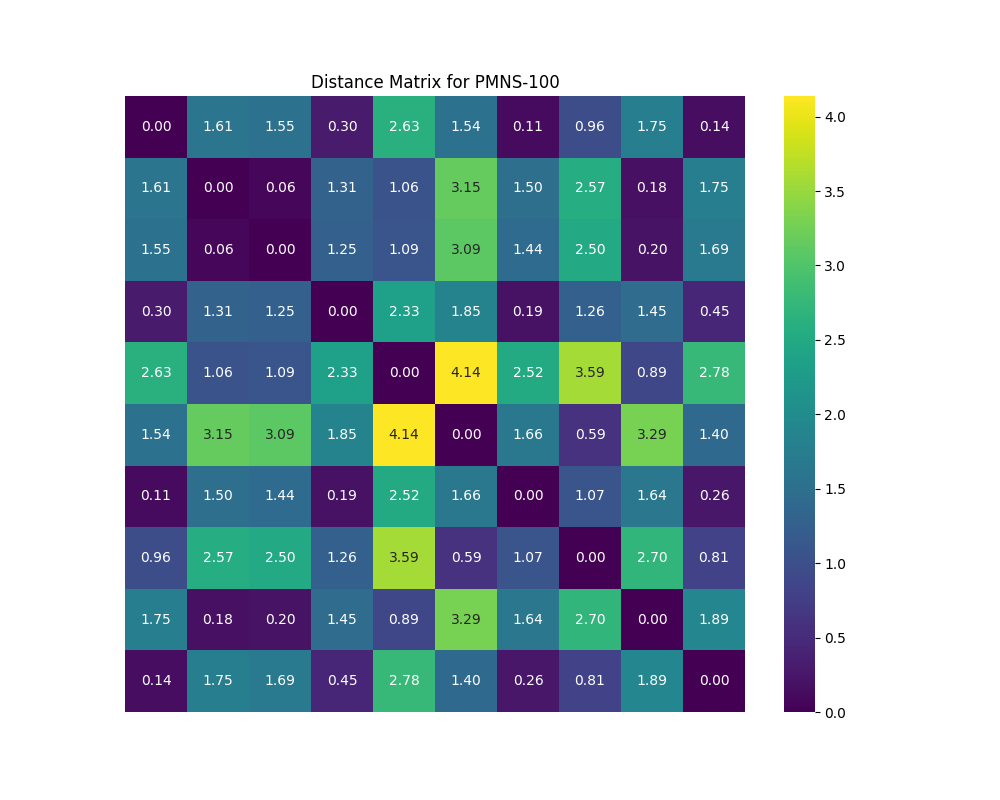 Distance Matrix for PMNS-100
0.00 1.61 1.55 0.30 2.63 1.54 0.11 0.96 1.75 0.14
1.61 0.00 0.06 1.31 1.06 3.15 1.50 2.57 0.18 1.75
1.55 0.06 0.00 1.25 1.09 3.09 1.44 2.50 0.20 1.69
0.30 1.31 1.25 0.00 2.33 1.85 0.19 1.26 1.45 0.45
2.63 1.06 1.09 2.33 0.00 4.14 2.52 3.59 0.89 2.78
1.54 3.15 3.09 1.85 4.14 0.00 1.66 0.59 3.29 1.40
0.11 1.50 1.44 0.19 2.52 1.66 0.00 1.07 1.64 0.26
0.96 2.57 2.50 1.26 3.59 0.59 1.07 0.00 2.70 0.81
1.75 0.18 0.20 1.45 0.89 3.29 1.64 2.70 0.00 1.89
0.14 1.75 1.69 0.45 2.78 1.40 0.26 0.81 1.89 0.00
4.0
3.5
3.0
2.5
2.0
1.5
1.0
0.5
0.0